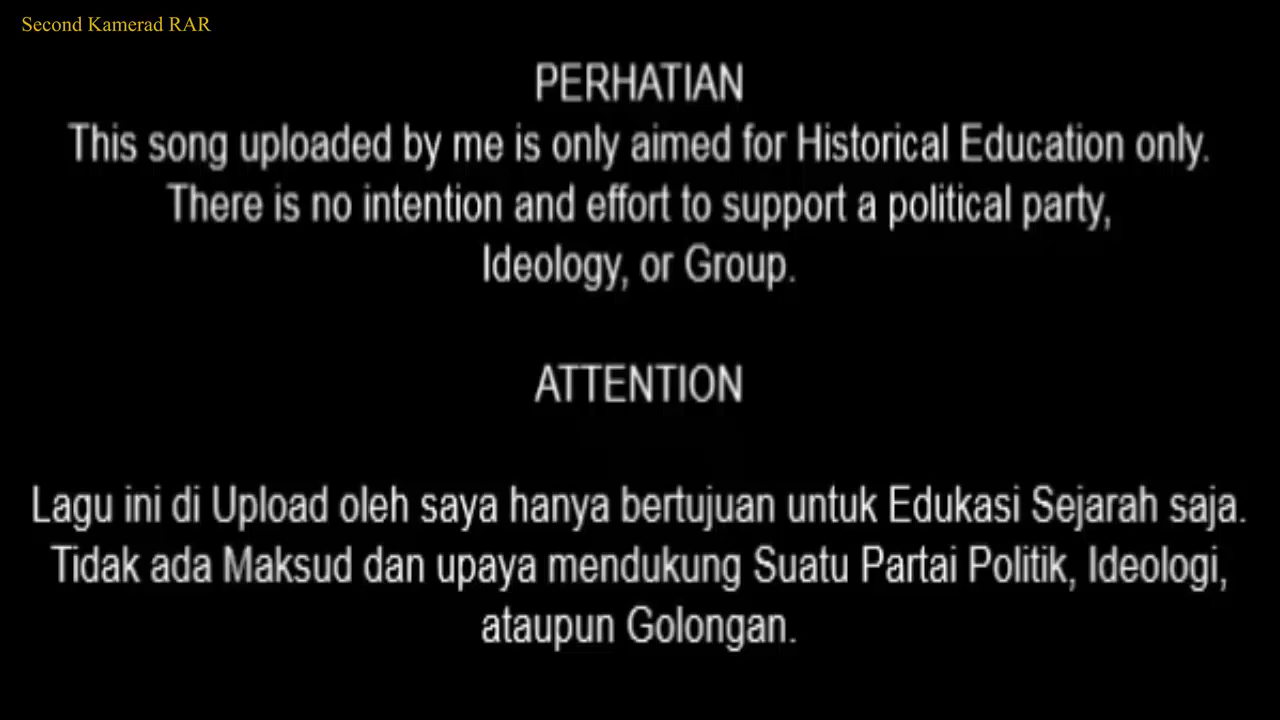 Second Kamerad RAR
PERHATIAN
This song uploaded by me is only aimed for Historical Education only.
There is no intention and effort to support a political party,
Ideology, or Group.
ATTENTION
Lagu ini di Upload oleh saya hanya bertujuan untuk Edukasi Sejarah saja.
Tidak ada Maksud dan upaya mendukung Suatu Partai Politik, Ideologi,
ataupun Golongan.